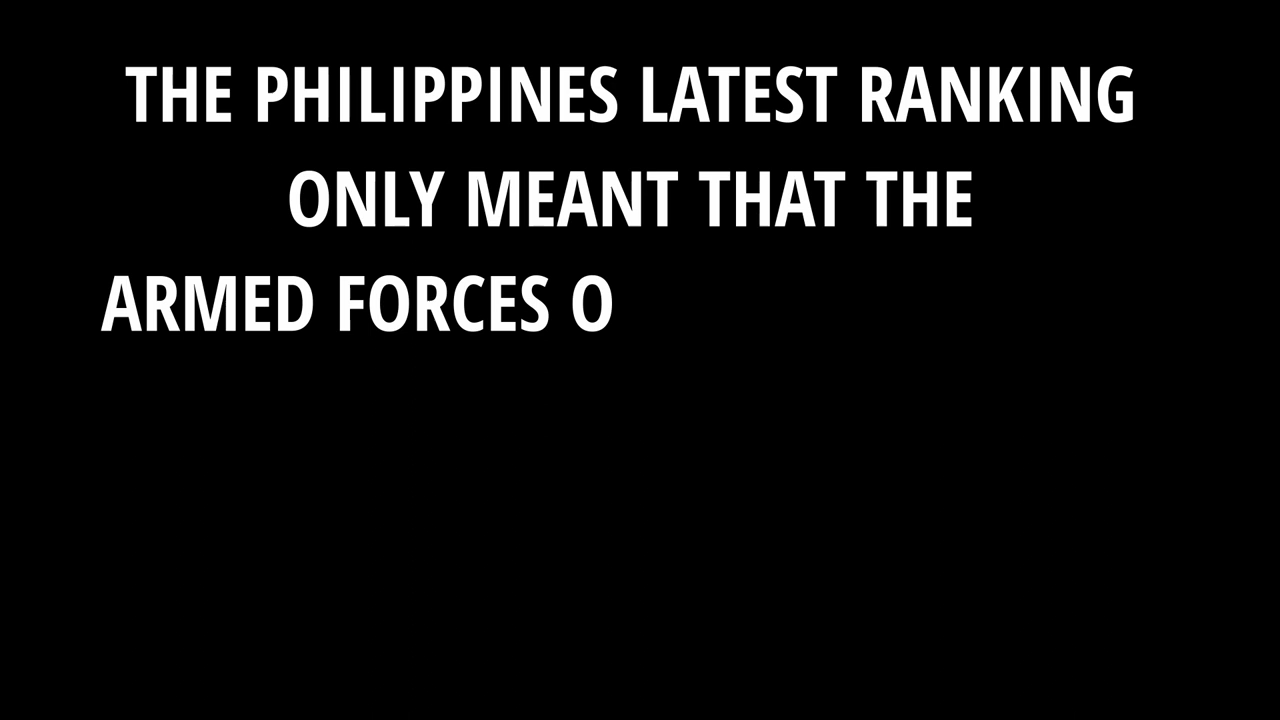 THE PHILIPPINES LATEST RANKING
ONLY MEANT THAT THE
ARMED FORCES O